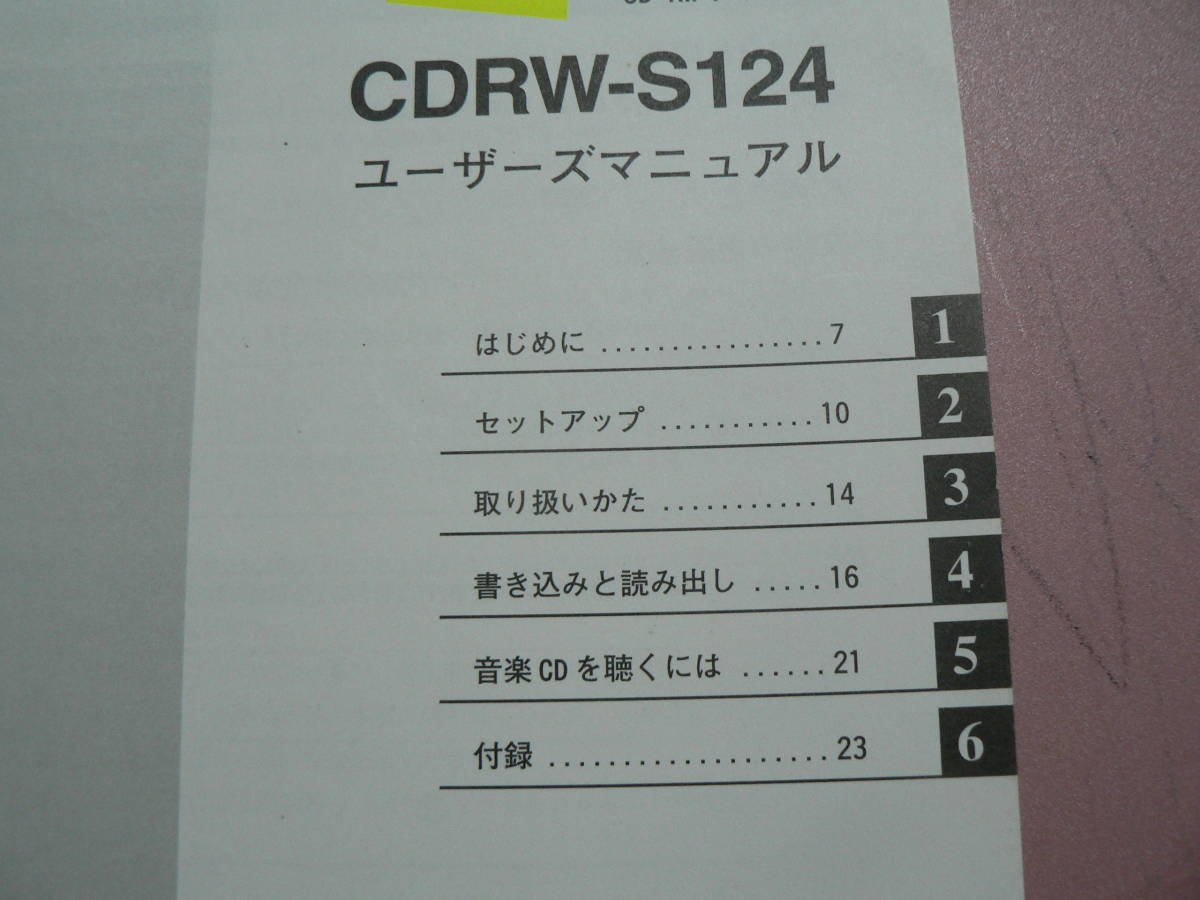 CDRW-S124
ユーザーズマニュアル
はじめに ................7 1
セットアップ ...........10 2
取り扱いかた ...........14 3
書き込みと読み出し .....16 4
音楽CDを聴くには ......21 5
付録 ...................23 6